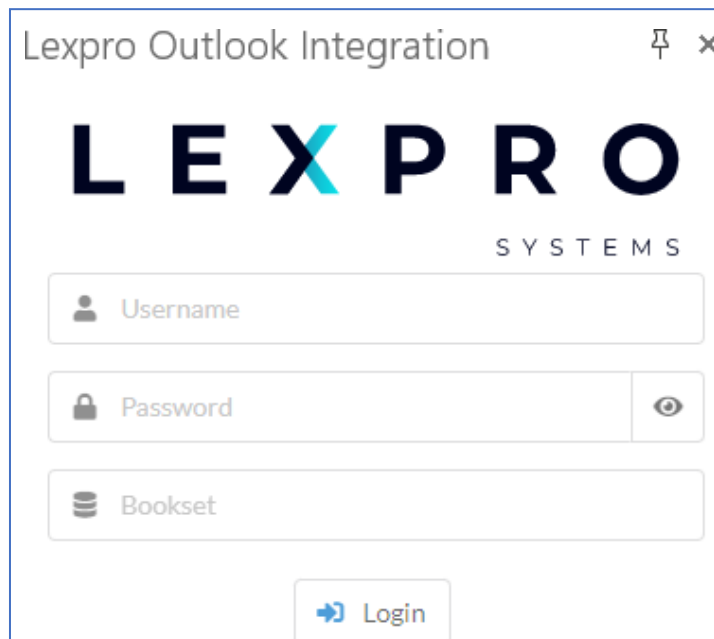 Lexpro Outlook Integration
LEXPRO
SYSTEMS
Username
Password
Bookset
Login